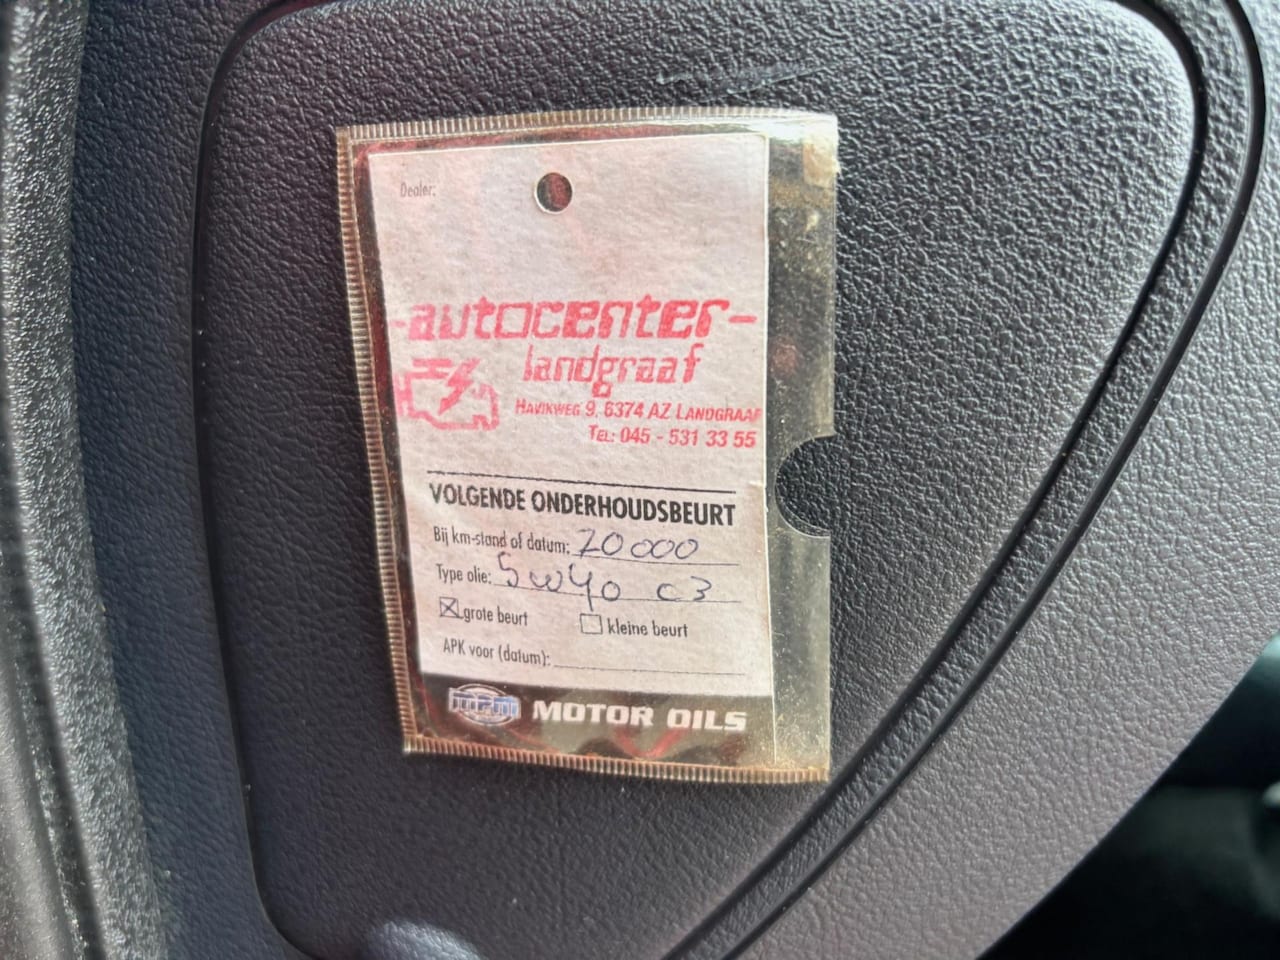 Dealer:
-autocenter-
landgraaf
HAVIKWEG 9, 6374 AZ LANDGRAAF
TEL: 045 - 531 33 55
VOLGENDE ONDERHOUDSBEURT
Bij km-stand of datum: 20000
Type olie: 5w40 c3
grote beurt
kleine beurt
APK voor (datum):
MPM MOTOR OILS